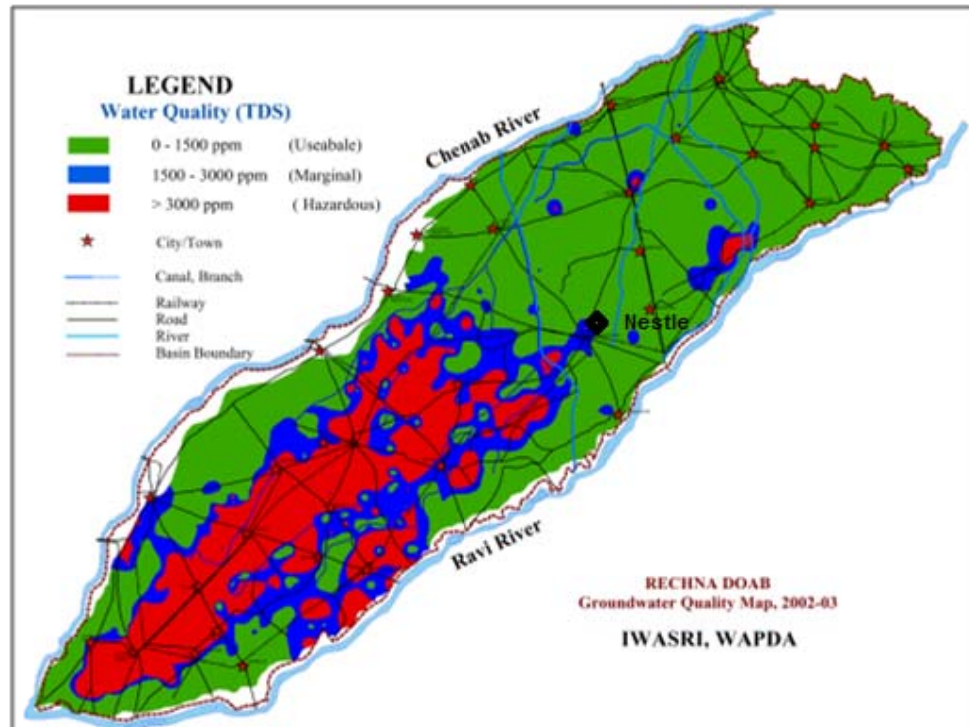 LEGEND
Water Quality (TDS)
0 - 1500 ppm (Useabale)
1500 - 3000 ppm (Marginal)
> 3000 ppm ( Hazardous)
City/Town
Canal, Branch
Railway
Road
River
Basin Boundary
Chenab River
Nestle
Ravi River
RECHNA DOAB
Groundwater Quality Map, 2002-03
IWASRI, WAPDA